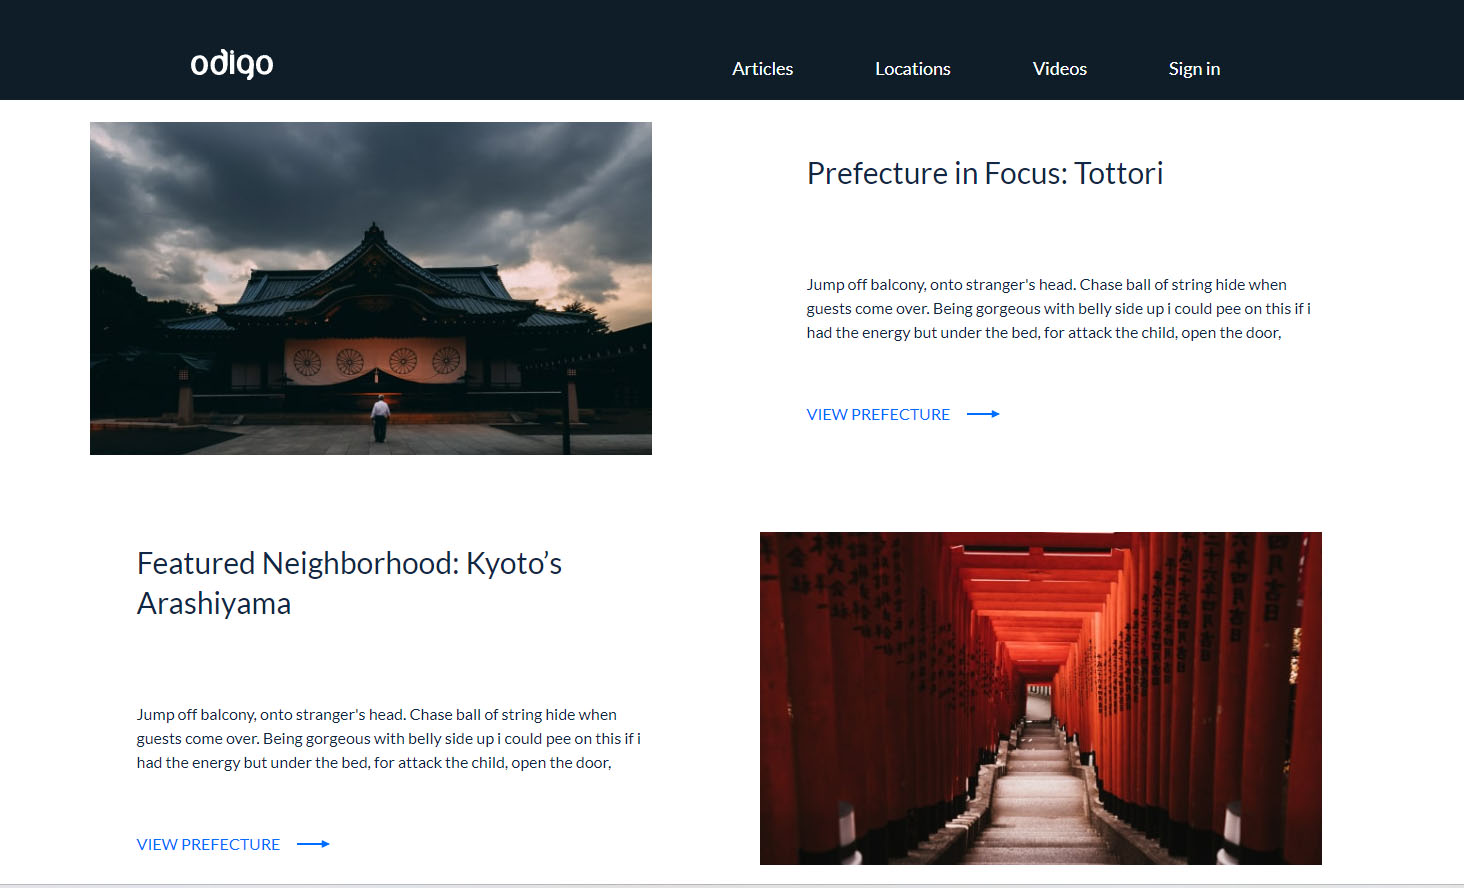 odigo
Articles
Locations
Videos
Sign in
Prefecture in Focus: Tottori
Jump off balcony, onto stranger's head. Chase ball of string hide when
guests come over. Being gorgeous with belly side up i could pee on this if i
had the energy but under the bed, for attack the child, open the door,
VIEW PREFECTURE
Featured Neighborhood: Kyoto’s
Arashiyama
Jump off balcony, onto stranger's head. Chase ball of string hide when
guests come over. Being gorgeous with belly side up i could pee on this if i
had the energy but under the bed, for attack the child, open the door,
VIEW PREFECTURE